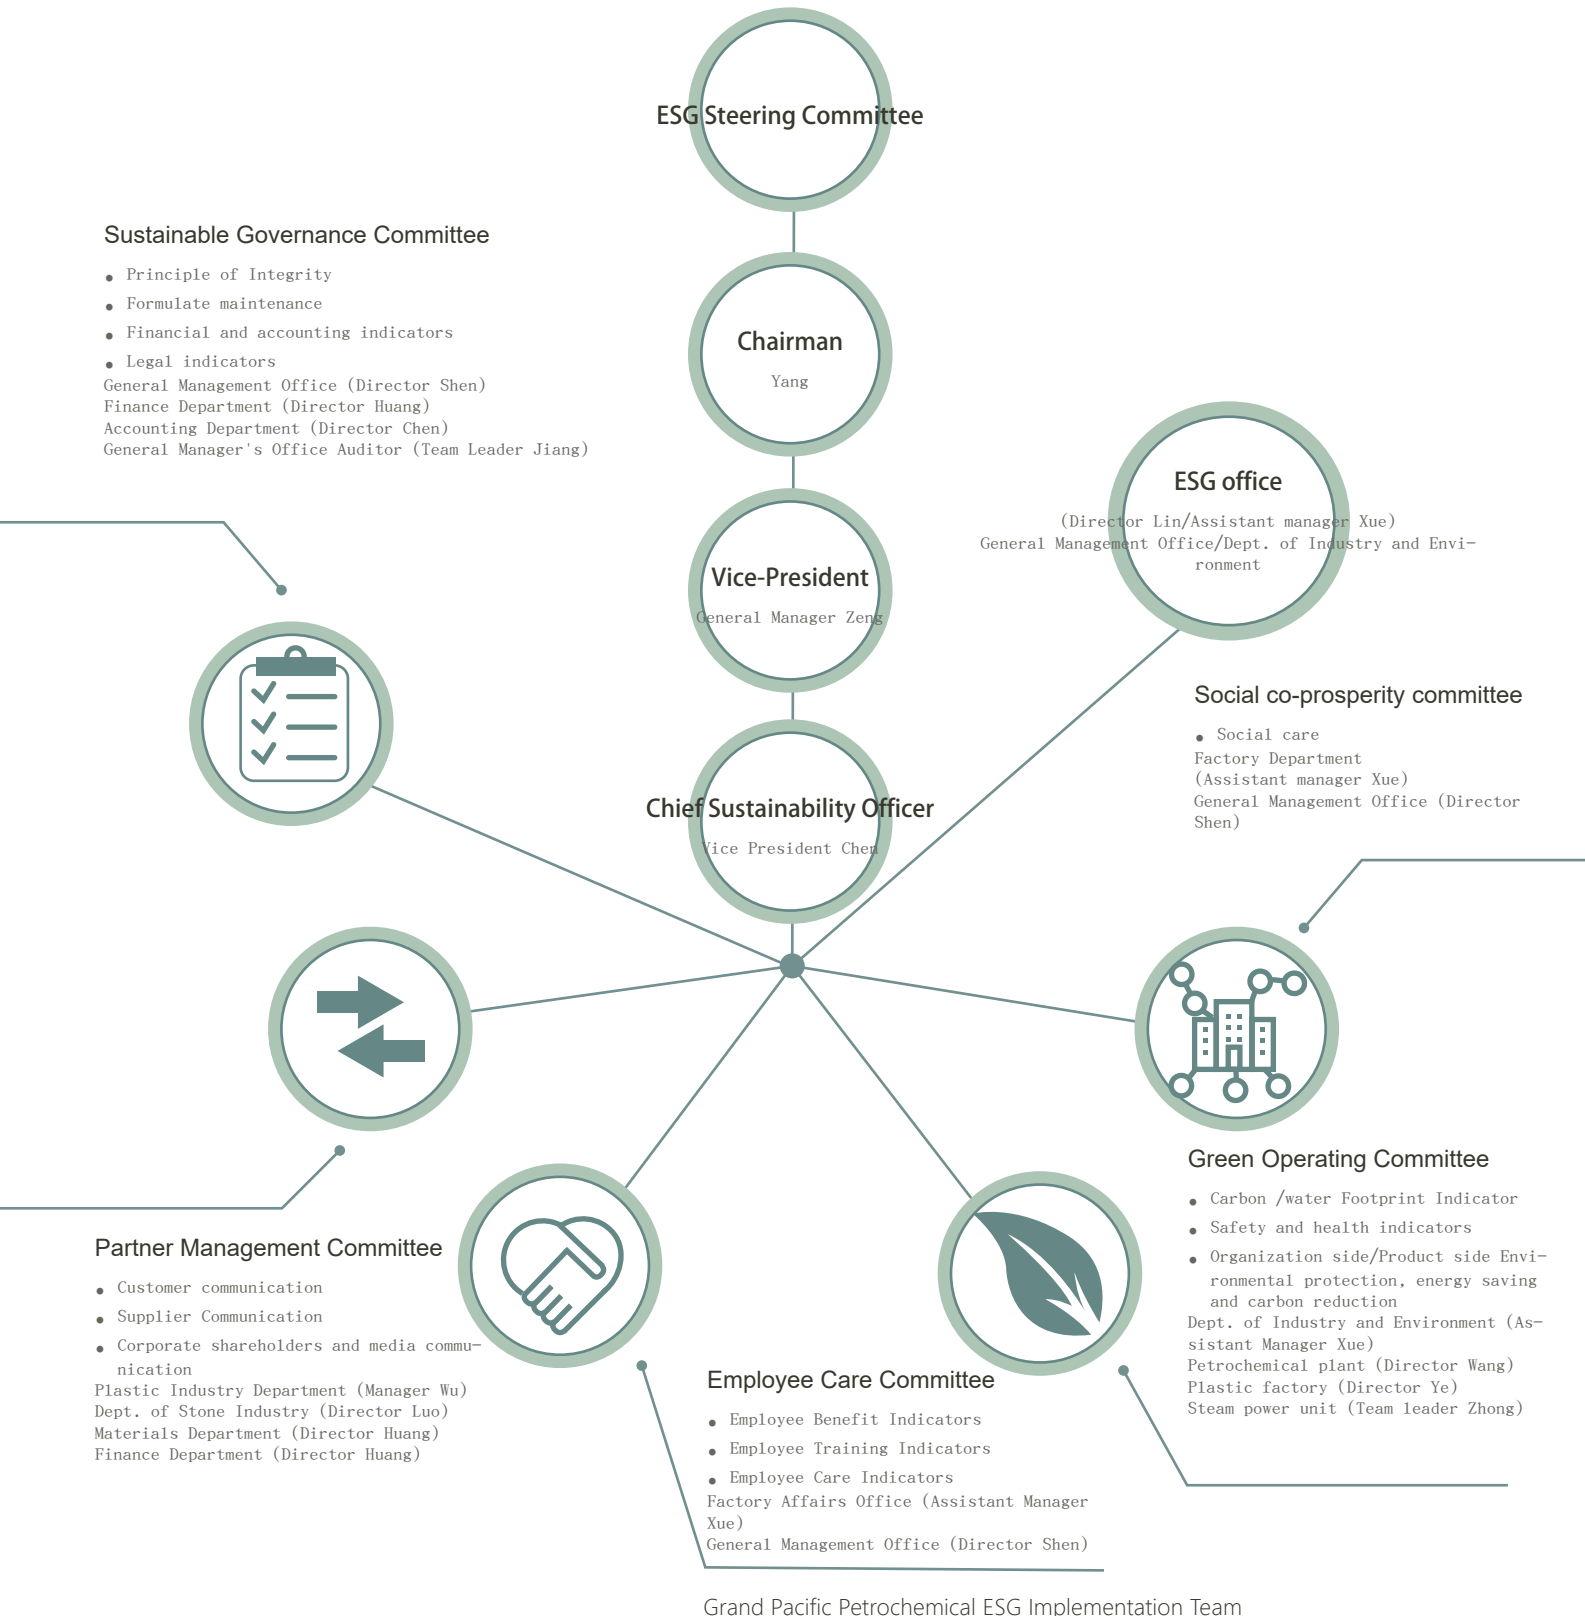 ESG Steering Committee
Sustainable Governance Committee
• Principle of Integrity
• Formulate maintenance
• Financial and accounting indicators
• Legal indicators
General Management Office (Director Shen)
Finance Department (Director Huang)
Accounting Department (Director Chen)
General Manager's Office Auditor (Team Leader Jiang)
Chairman
Yang
ESG office
(Director Lin/Assistant manager Xue)
General Management Office/Dept. of Industry and Envi-
ronment
Vice-President
General Manager Zeng
Chief Sustainability Officer
Vice President Chen
Social co-prosperity committee
• Social care
Factory Department
(Assistant manager Xue)
General Management Office (Director
Shen)
Green Operating Committee
• Carbon /water Footprint Indicator
• Safety and health indicators
• Organization side/Product side Envi-
ronmental protection, energy saving
and carbon reduction
Dept. of Industry and Environment (As-
sistant Manager Xue)
Petrochemical plant (Director Wang)
Plastic factory (Director Ye)
Steam power unit (Team leader Zhong)
Partner Management Committee
• Customer communication
• Supplier Communication
• Corporate shareholders and media commu-
nication
Plastic Industry Department (Manager Wu)
Dept. of Stone Industry (Director Luo)
Materials Department (Director Huang)
Finance Department (Director Huang)
Employee Care Committee
• Employee Benefit Indicators
• Employee Training Indicators
• Employee Care Indicators
Factory Affairs Office (Assistant Manager
Xue)
General Management Office (Director Shen)
Grand Pacific Petrochemical ESG Implementation Team